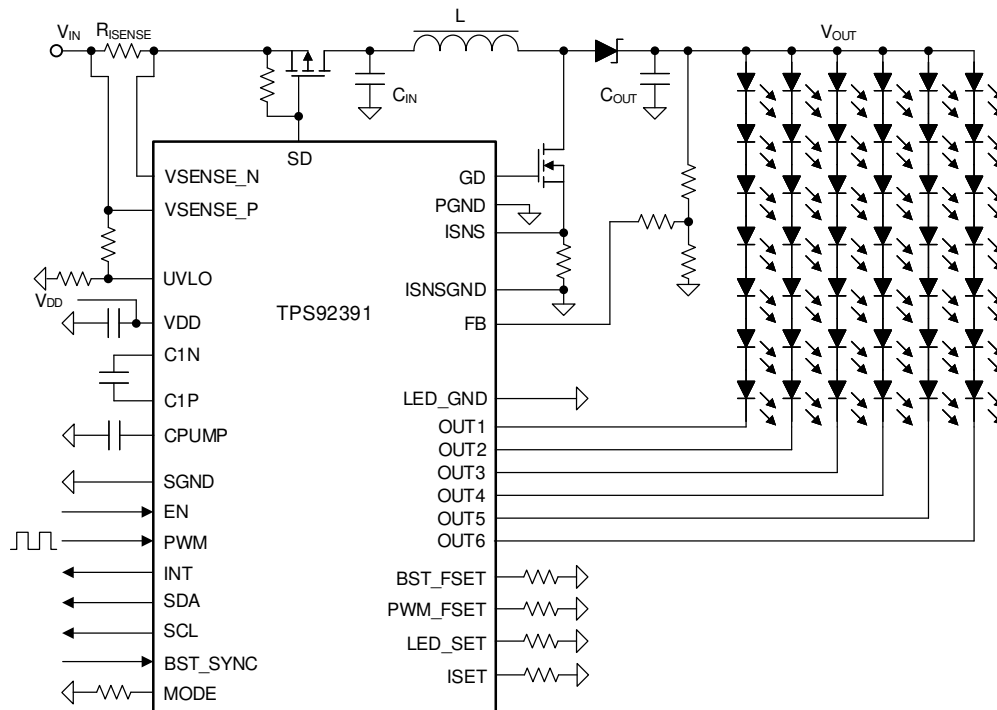 VIN
RISENSE
L
VOUT
CIN
COUT
SD
VSENSE_N
VSENSE_P
UVLO
VDD
VDD
C1N
C1P
CPUMP
SGND
EN
PWM
INT
SDA
SCL
BST_SYNC
MODE
TPS92391
GD
PGND
ISNS
ISNSGND
FB
LED_GND
OUT1
OUT2
OUT3
OUT4
OUT5
OUT6
BST_FSET
PWM_FSET
LED_SET
ISET